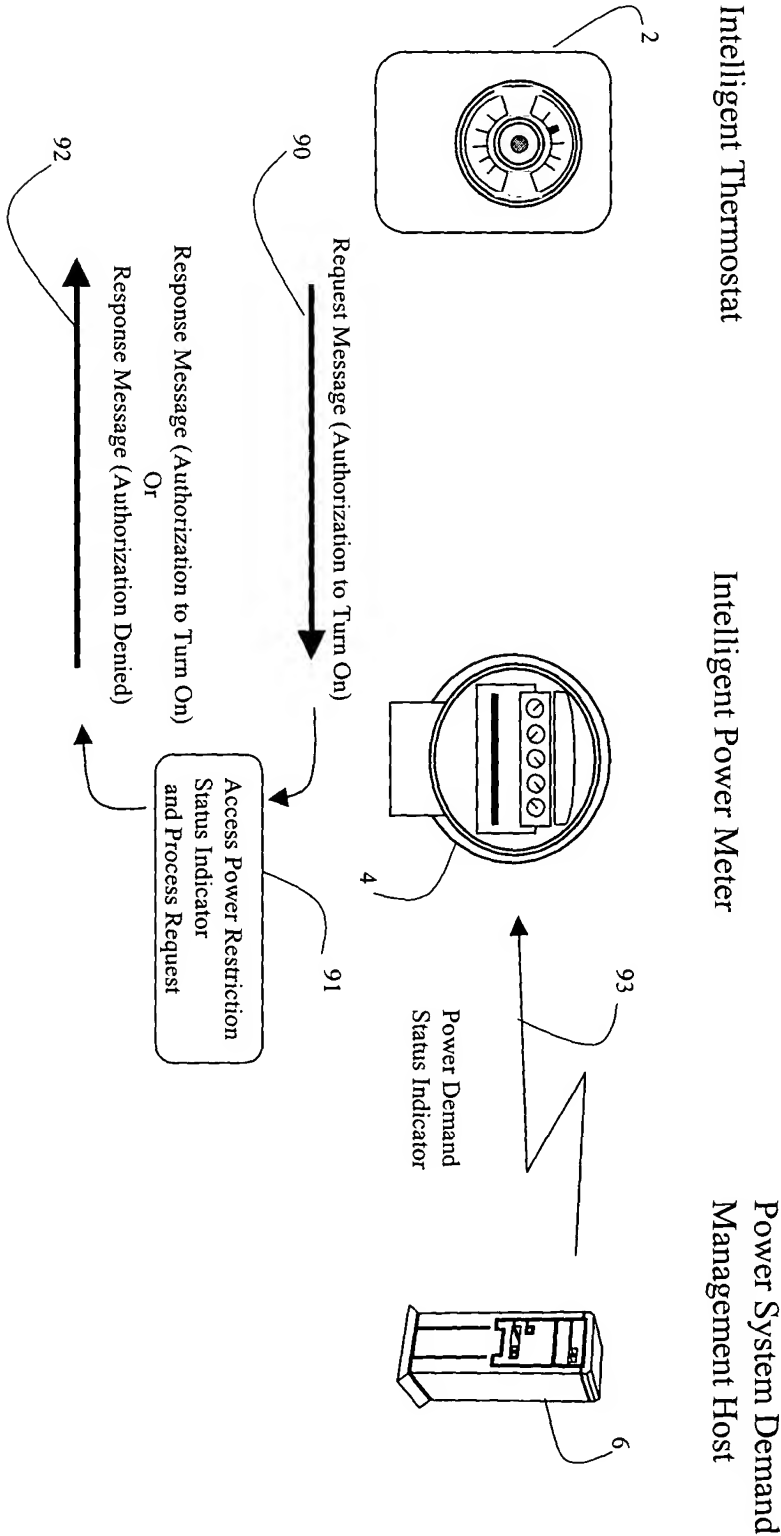 Intelligent Thermostat
Intelligent Power Meter
Power System Demand
Management Host
2
4
6
90
Request Message (Authorization to Turn On)
91
Access Power Restriction
Status Indicator
and Process Request
92
Response Message (Authorization to Turn On)
Or
Response Message (Authorization Denied)
93
Power Demand
Status Indicator